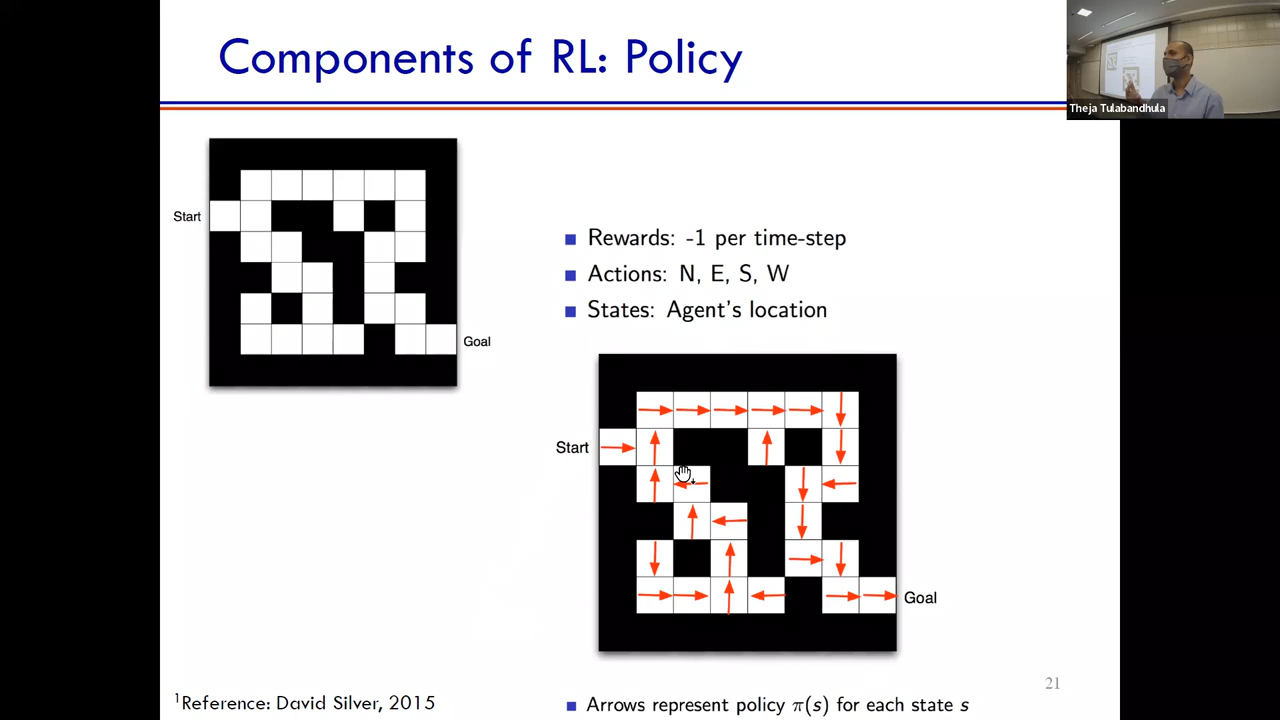 Components of RL: Policy
Theja Tulabandhula
Start
Goal
Rewards: -1 per time-step
Actions: N, E, S, W
States: Agent's location
Start
Goal
Arrows represent policy π(s) for each state s
21
1Reference: David Silver, 2015